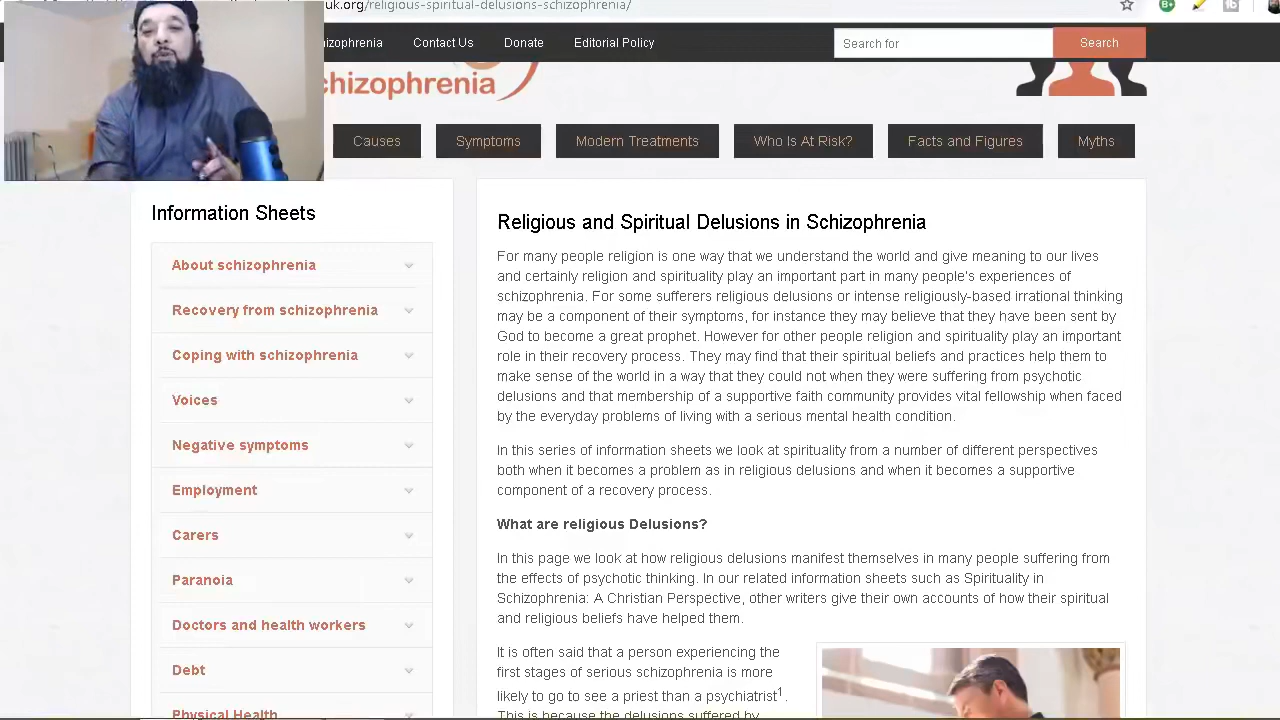 uk.org/religious-spiritual-delusions-schizophrenia/
hizophrenia Contact Us Donate Editorial Policy Search for Search
chizophrenia
Causes Symptoms Modern Treatments Who Is At Risk? Facts and Figures Myths
Information Sheets
About schizophrenia
Recovery from schizophrenia
Coping with schizophrenia
Voices
Negative symptoms
Employment
Carers
Paranoia
Doctors and health workers
Debt
Physical Health
Religious and Spiritual Delusions in Schizophrenia
For many people religion is one way that we understand the world ind give meaning to our lives
and certainly religion and spirituality play an important part in many people's experiences of
schizophrenia. For some sufferers religious delusions or intense religiously-based irrational thinking
may be a component of their symptoms, for instance they may believe that they have been sent by
God to become a great prophet. However for other people religion and spirituality play an important
role in their recovery process. They may find that their spiritual beliefs and practices help them to
make sense of the world in a way that they could not when they were suffering from psychotic
delusions and that membership of a supportive faith community provides vital fellowship when faced
by the everyday problems of living with a serious mental health condition.
In this series of information sheets we look at spirituality from a number of different perspectives
both when it becomes a problem as in religious delusions and when it becomes a supportive
component of a recovery process.
What are religious Delusions?
In this page we look at how religious delusions manifest themselves in many people suffering from
the effects of psychotic thinking. In our related information sheets such as Spirituality in
Schizophrenia: A Christian Perspective, other writers give their own accounts of how their spiritual
and religious beliefs have helped them.
It is often said that a person experiencing the
first stages of serious schizophrenia is more
likely to go to see a priest than a psychiatrist1.
This is because the delusions suffered by